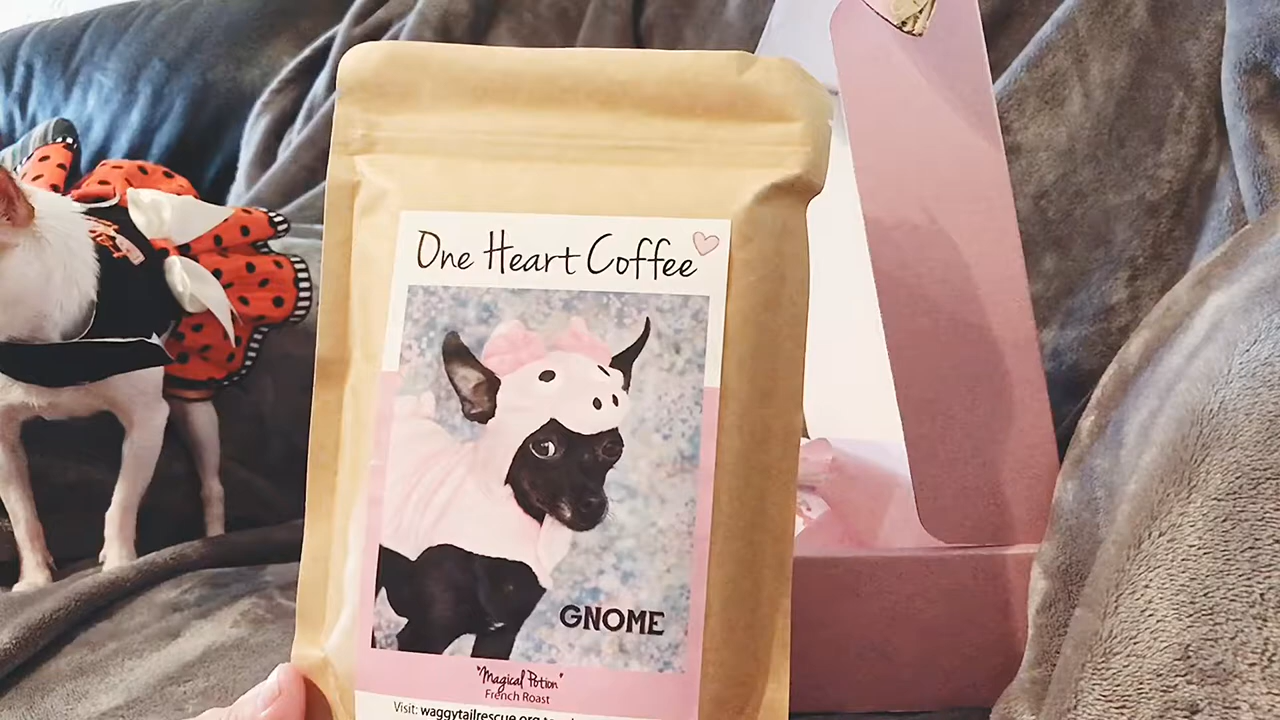 One Heart Coffee
GNOME
"Magical Potion"
French Roast
Visit: waggytailrescue.org